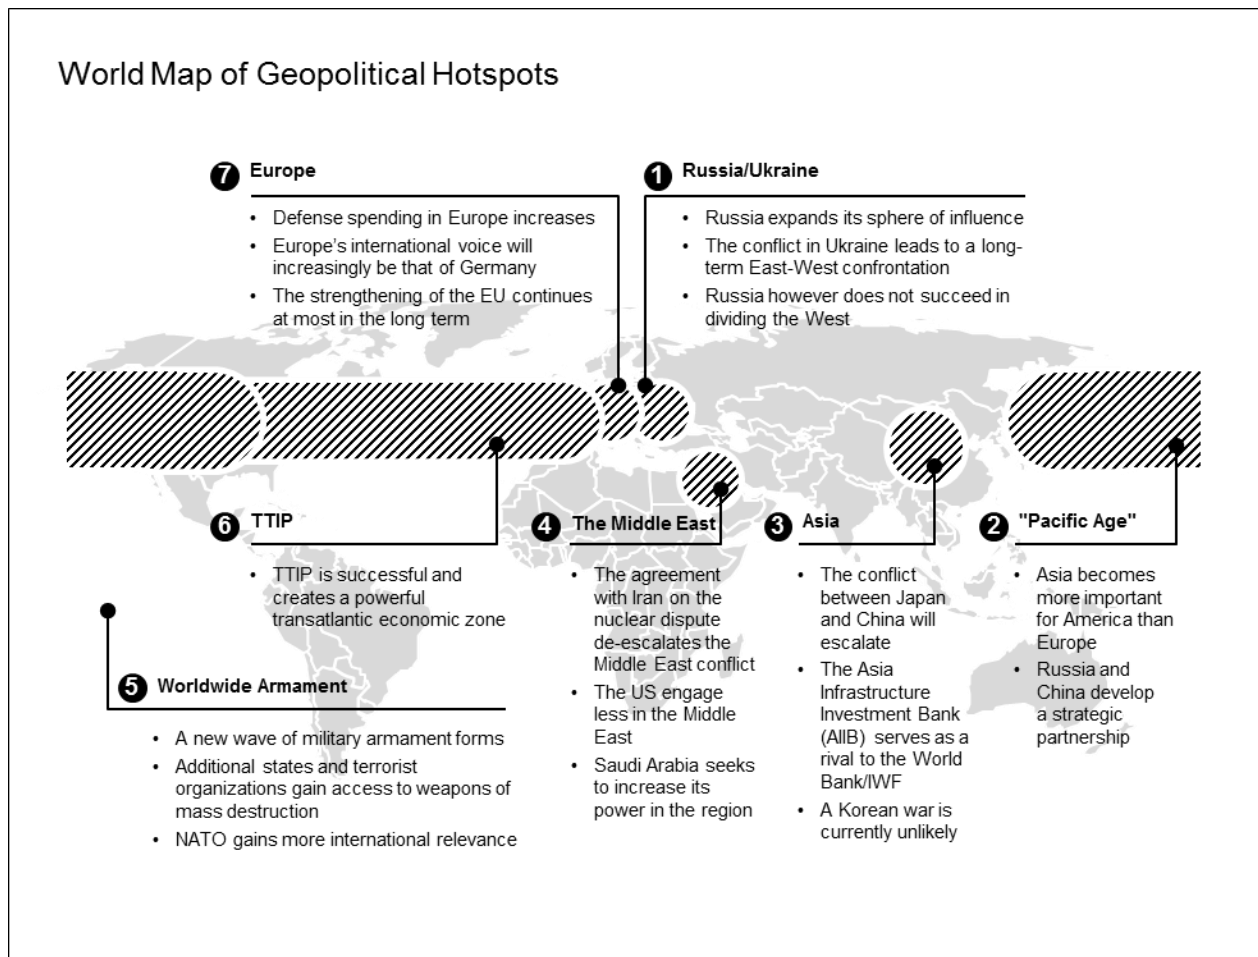 World Map of Geopolitical Hotspots
7 Europe
• Defense spending in Europe increases
• Europe's international voice will
increasingly be that of Germany
• The strengthening of the EU continues
at most in the long term
1 Russia/Ukraine
• Russia expands its sphere of influence
• The conflict in Ukraine leads to a long-
term East-West confrontation
• Russia however does not succeed in
dividing the West
6 TTIP
• TTIP is successful and
creates a powerful
transatlantic economic zone
4 The Middle East
• The agreement
with Iran on the
nuclear dispute
de-escalates the
Middle East conflict
• The US engage
less in the Middle
East
• Saudi Arabia seeks
to increase its
power in the region
3 Asia
• The conflict
between Japan
and China will
escalate
• The Asia
Infrastructure
Investment Bank
(AIIB) serves as a
rival to the World
Bank/IWF
• A Korean war is
currently unlikely
2 "Pacific Age"
• Asia becomes
more important
for America than
Europe
• Russia and
China develop
a strategic
partnership
5 Worldwide Armament
• A new wave of military armament forms
• Additional states and terrorist
organizations gain access to weapons of
mass destruction
• NATO gains more international relevance